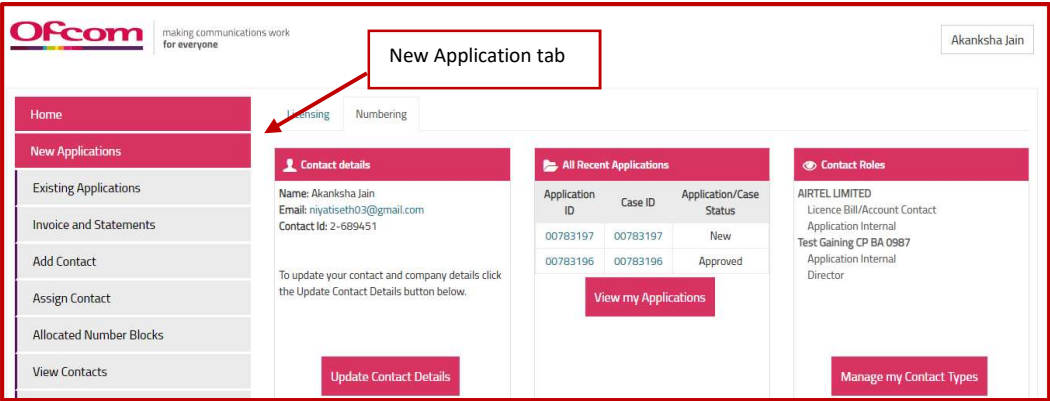 Ofcom
making communications work
for everyone
New Application tab
Akanksha Jain
Home
New Applications
Existing Applications
Invoice and Statements
Add Contact
Assign Contact
Allocated Number Blocks
View Contacts
Licensing
Numbering
Contact details
Name: Akanksha Jain
Email: niyatiseth03@gmail.com
Contact Id: 2-689451
To update your contact and company details click
the Update Contact Details button below.
Update Contact Details
All Recent Applications
Application ID Case ID Application/Case Status
00783197 00783197 New
00783196 00783196 Approved
View my Applications
Contact Roles
AIRTEL LIMITED
Licence Bill/Account Contact
Application Internal
Test Gaining CP BA 0987
Application Internal
Director
Manage my Contact Types